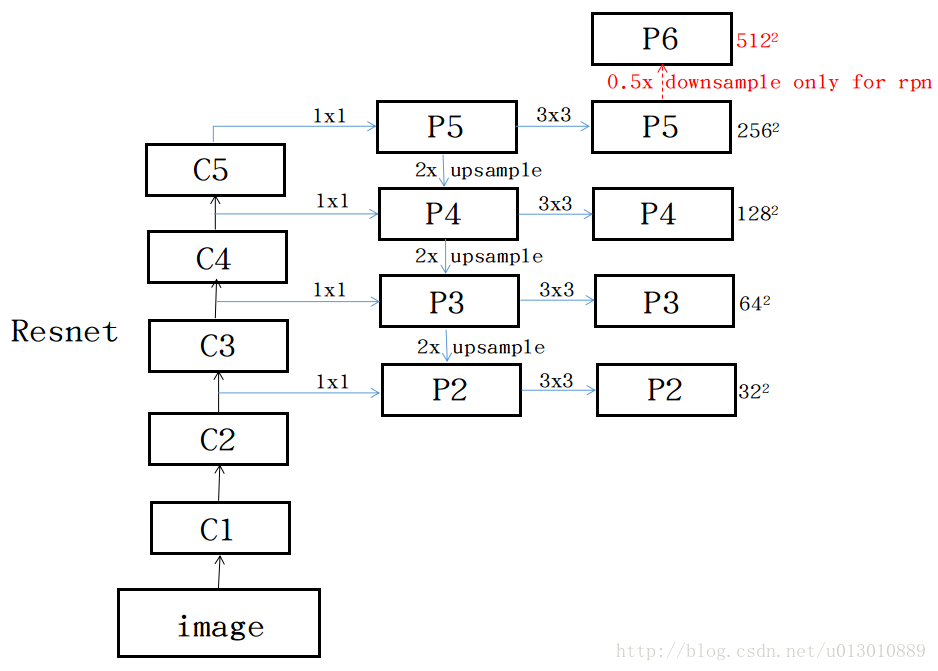 P6 512²
0.5x downsample only for rpn
1x1 P5 3x3 P5 256²
C5 2x upsample
1x1 P4 3x3 P4 128²
C4 2x upsample
1x1 P3 3x3 P3 64²
Resnet C3 2x upsample
1x1 P2 3x3 P2 32²
C2
C1
image
http://blog.csdn.net/u013010889